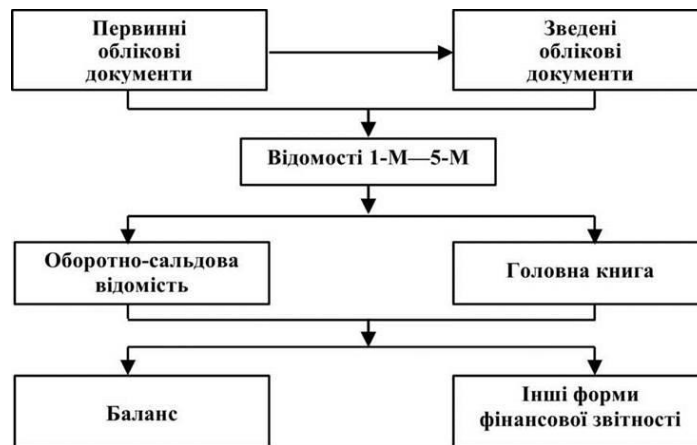 Первинні
облікові
документи
Зведені
облікові
документи
Відомості 1-М—5-М
Оборотно-сальдова
відомість
Головна книга
Баланс
Інші форми
фінансової звітності